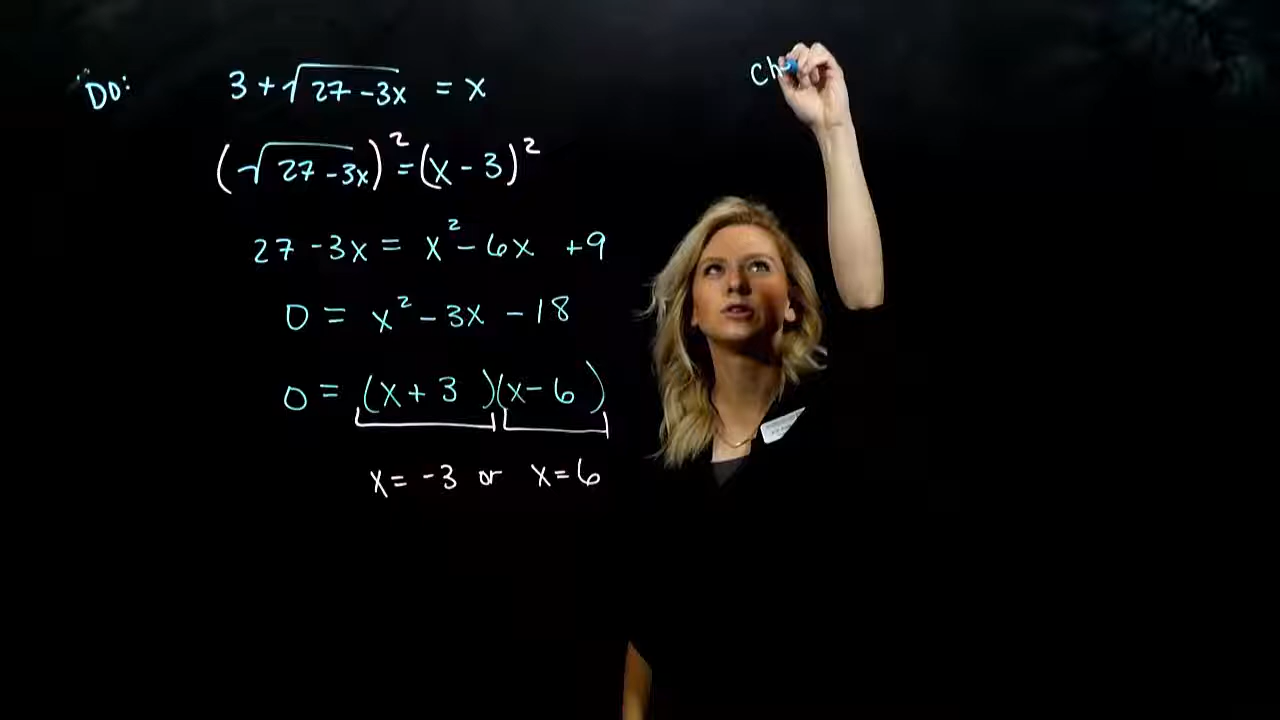 Do: 3 + √27 - 3x = x
(√27 - 3x)² = (x - 3)²
27 - 3x = x² - 6x + 9
0 = x² - 3x - 18
0 = (x + 3)(x - 6)
x = -3 or x = 6
Ch